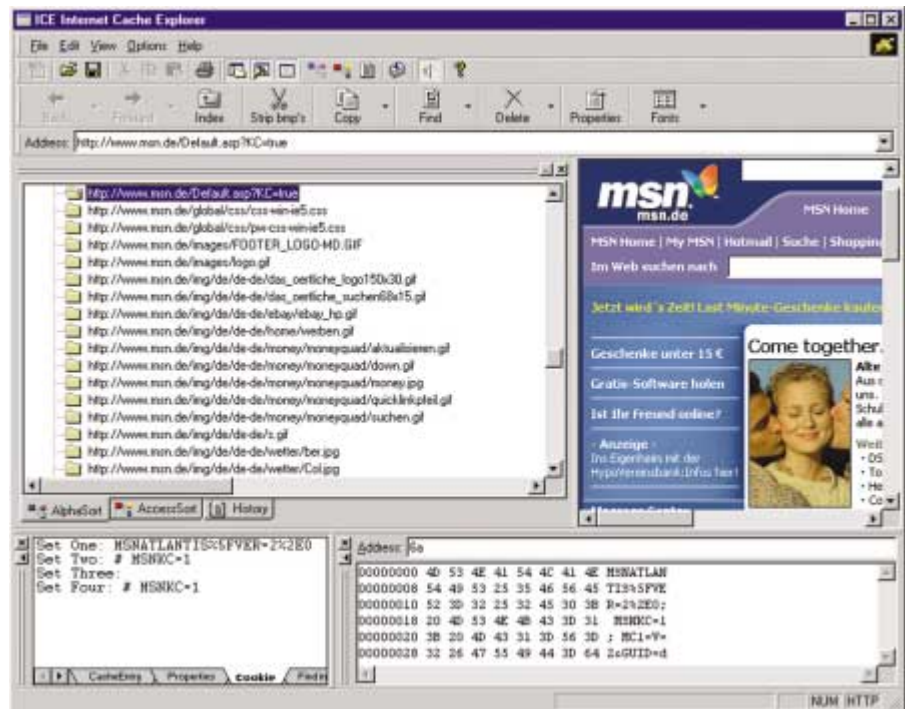 ICE Internet Cache Explorer
File Edit View Options Help
Back Forward Index Strip bmp's Copy Find Delete Properties Fonts
Address: http://www.msn.de/Default.asp?KC=true
http://www.msn.de/Default.asp?KC=true
http://www.msn.de/global/css/css-win-ie5.css
http://www.msn.de/global/css/pw-css-win-ie5.css
http://www.msn.de/images/FOOTER_LOGO-MD.GIF
http://www.msn.de/images/logo.gif
http://www.msn.de/img/de/de-de/das_oertliche_logo150x30.gif
http://www.msn.de/img/de/de-de/das_oertliche_suchen68x15.gif
http://www.msn.de/img/de/de-de/ebay/ebay_hp.gif
http://www.msn.de/img/de/de-de/home/werben.gif
http://www.msn.de/img/de/de-de/money/moneyquad/aktualisieren.gif
http://www.msn.de/img/de/de-de/money/moneyquad/down.gif
http://www.msn.de/img/de/de-de/money/moneyquad/money.jpg
http://www.msn.de/img/de/de-de/money/moneyquad/quicklinkpfeil.gif
http://www.msn.de/img/de/de-de/money/moneyquad/suchen.gif
http://www.msn.de/img/de/de-de/s.gif
http://www.msn.de/img/de/de-de/wetter/ber.jpg
http://www.msn.de/img/de/de-de/wetter/Col.jpg
AlphaSort AccessSort History
msn
msn.de
MSN Home
MSN Home | My MSN | Hotmail | Suche | Shopping
Im Web suchen nach
Jetzt wird´s Zeit! Last Minute-Geschenke kaufen
Geschenke unter 15 €
Gratis-Software holen
Ist Ihr Freund online?
- Anzeige -
Ins Eigenheim mit der
HypoVereinsbank:Infos hier!
Message Center
Come together.
Alte
Aus
uns.
Schul
alle a
Weit
· DS
· To
· He
· Co
Set One: MSNATLANTIS%5FVER=2%2E0
Set Two: # MSNKC=1
Set Three:
Set Four: # MSNKC=1
CacheEntry Properties Cookie
Address: 6a
00000000 4D 53 4E 41 54 4C 41 4E MSNATLAN
00000008 54 49 53 25 35 46 56 45 TIS%5FVE
00000010 52 3D 32 25 32 45 30 3B R=2%2E0;
00000018 20 4D 53 4E 4B 43 3D 31 MSNKC=1
00000020 3B 20 4D 43 31 3D 56 3D ; MC1=V=
00000028 32 26 47 55 49 44 3D 64 2&GUID=d
NUM HTTP